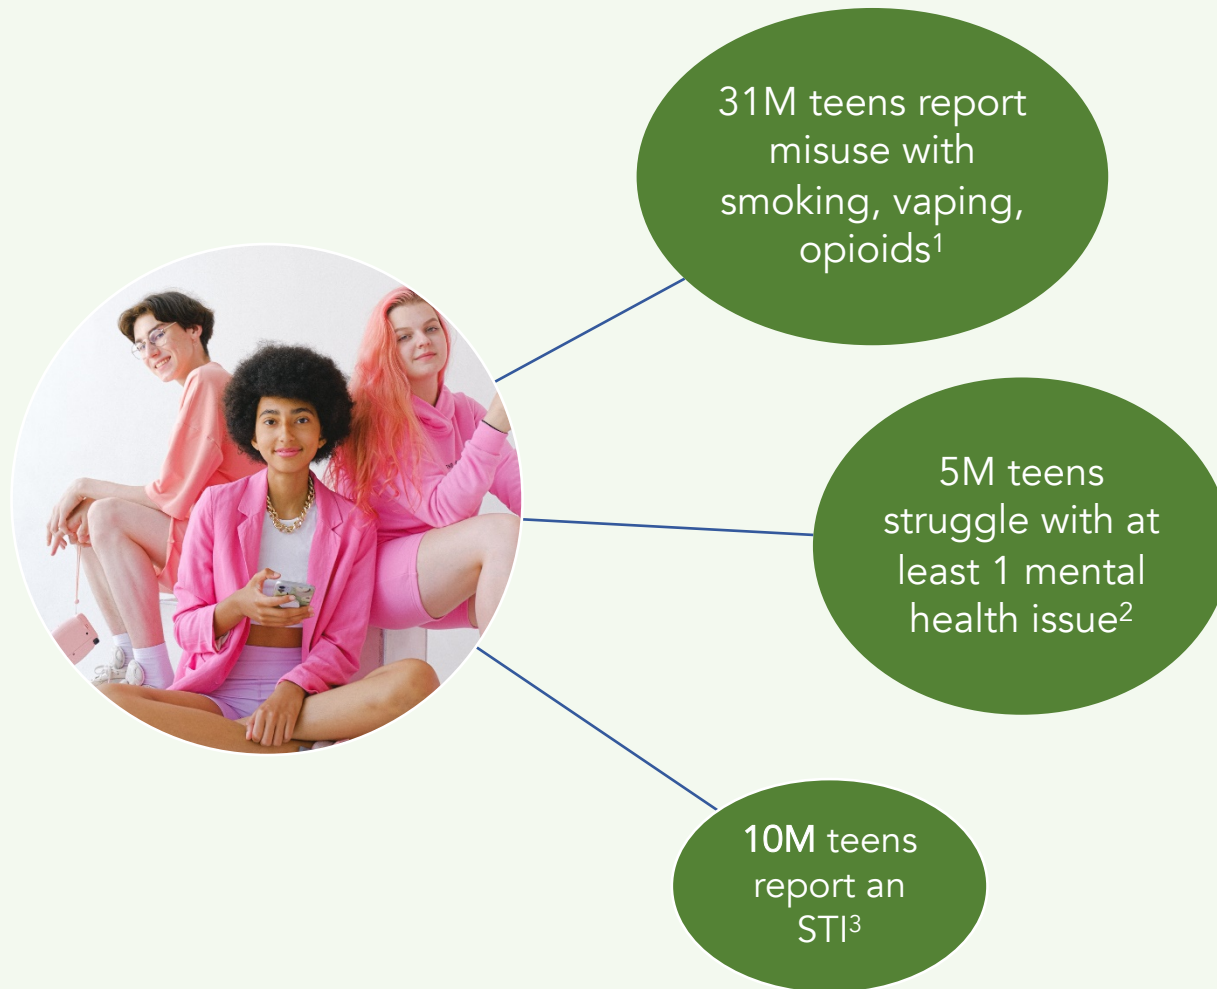 31M teens report
misuse with
smoking, vaping,
opioids¹
5M teens
struggle with at
least 1 mental
health issue²
10M teens
report an
STI³